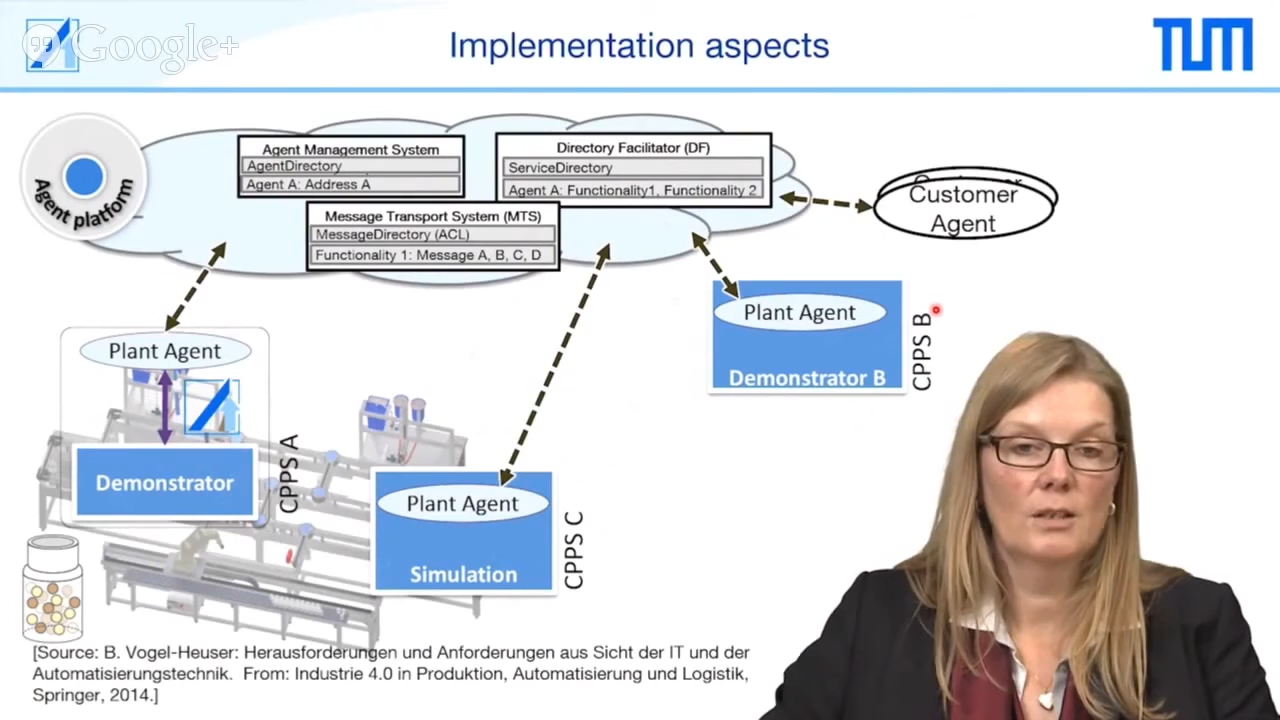 Google+
Implementation aspects
TUM
Agent platform
Agent Management System
AgentDirectory
Agent A: Address A
Directory Facilitator (DF)
ServiceDirectory
Agent A: Functionality1, Functionality 2
Message Transport System (MTS)
MessageDirectory (ACL)
Functionality 1: Message A, B, C, D
Customer
Customer
Agent
Plant Agent
Demonstrator B
CPPS B
Plant Agent
Demonstrator
CPPS A
Plant Agent
Simulation
CPPS C
[Source: B. Vogel-Heuser: Herausforderungen und Anforderungen aus Sicht der IT und der
Automatisierungstechnik. From: Industrie 4.0 in Produktion, Automatisierung und Logistik,
Springer, 2014.]